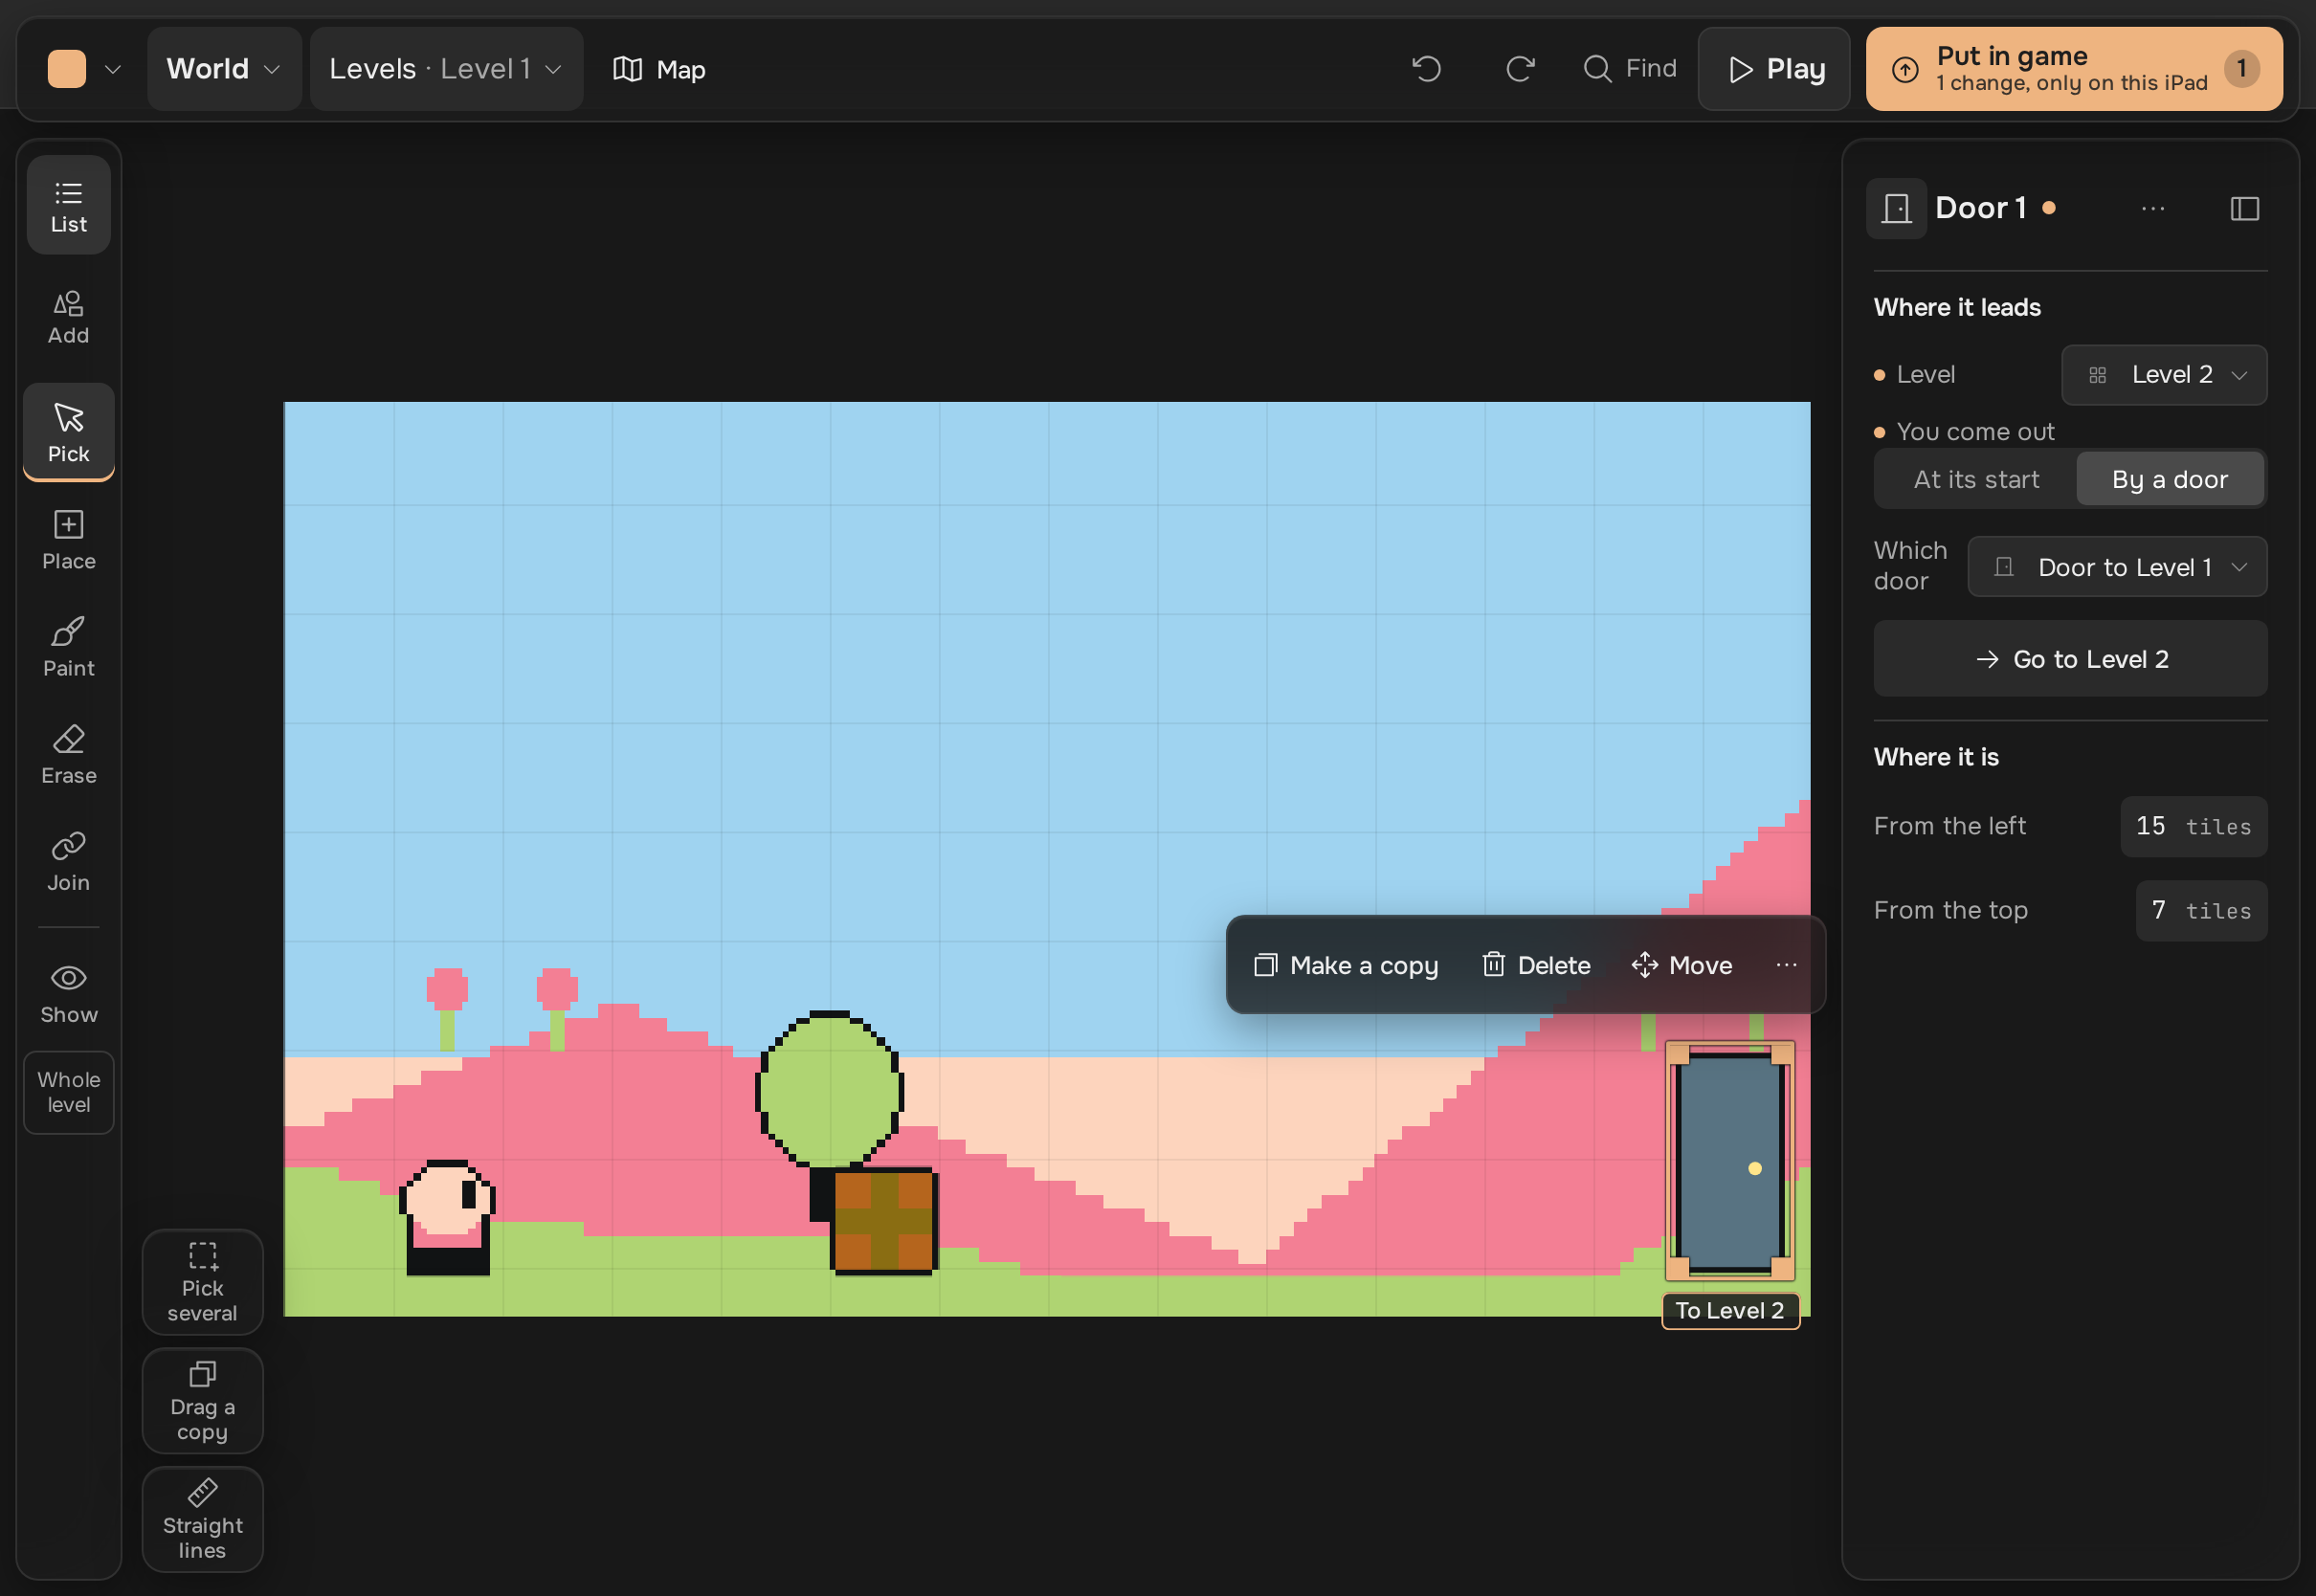 World
Levels · Level 1
Map
Find
Play
Put in game
1 change, only on this iPad
1
List
Add
Pick
Place
Paint
Erase
Join
Show
Whole
level
Pick
several
Drag a
copy
Straight
lines
Make a copy
Delete
Move
To Level 2
Door 1
Where it leads
Level
Level 2
You come out
At its start
By a door
Which
door
Door to Level 1
Go to Level 2
Where it is
From the left
15 tiles
From the top
7 tiles